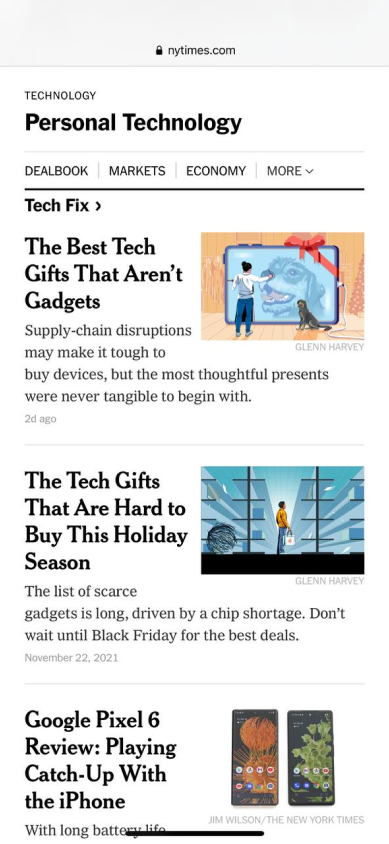 nytimes.com
TECHNOLOGY
Personal Technology
DEALBOOK
MARKETS
ECONOMY
MORE
Tech Fix ›
The Best Tech
Gifts That Aren't
Gadgets
Supply-chain disruptions
may make it tough to
buy devices, but the most thoughtful presents
were never tangible to begin with.
2d ago
GLENN HARVEY
The Tech Gifts
That Are Hard to
Buy This Holiday
Season
The list of scarce
gadgets is long, driven by a chip shortage. Don't
wait until Black Friday for the best deals.
November 22, 2021
GLENN HARVEY
Google Pixel 6
Review: Playing
Catch-Up With
the iPhone
With long battery life
JIM WILSON/THE NEW YORK TIMES